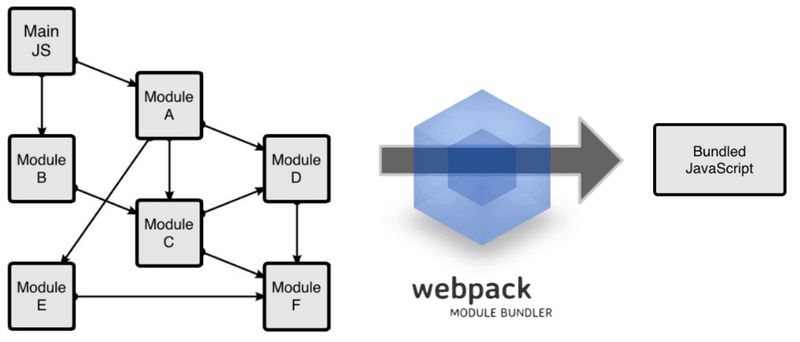 Main
JS
Module
A
Module
B
Module
D
Module
C
Module
E
Module
F
webpack
MODULE BUNDLER
Bundled
JavaScript